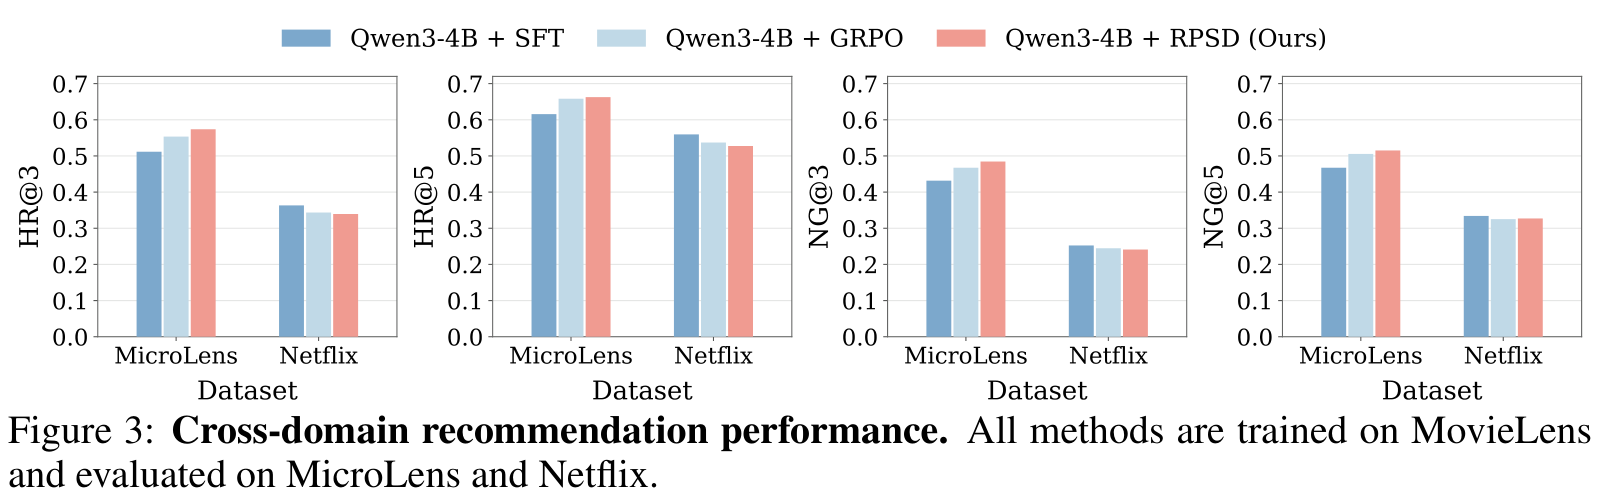 Qwen3-4B + SFT Qwen3-4B + GRPO Qwen3-4B + RPSD (Ours)
HR@3
0.7
0.6
0.5
0.4
0.3
0.2
0.1
0.0
MicroLens Netflix
Dataset
HR@5
0.7
0.6
0.5
0.4
0.3
0.2
0.1
0.0
MicroLens Netflix
Dataset
NG@3
0.7
0.6
0.5
0.4
0.3
0.2
0.1
0.0
MicroLens Netflix
Dataset
NG@5
0.7
0.6
0.5
0.4
0.3
0.2
0.1
0.0
MicroLens Netflix
Dataset
Figure 3: Cross-domain recommendation performance. All methods are trained on MovieLens
and evaluated on MicroLens and Netflix.